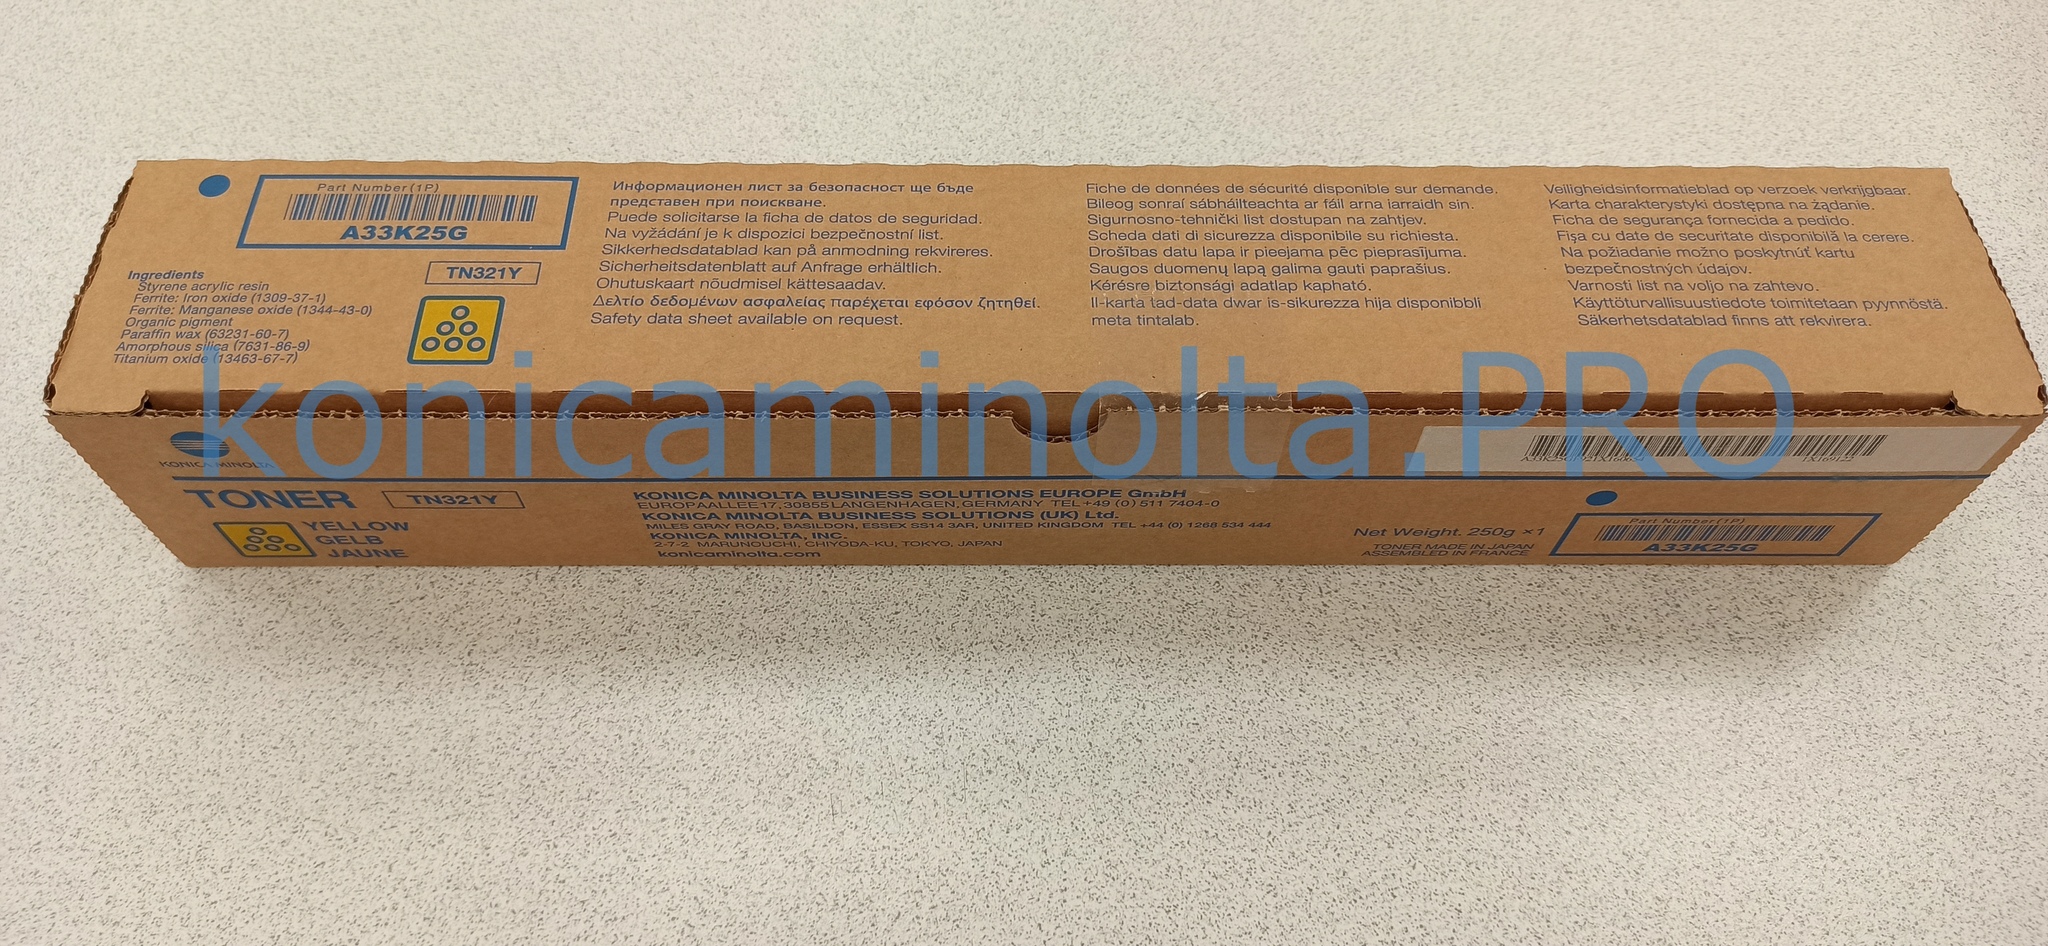 Part Number (1P)
A33K25G
TN321Y
Ingredients
Styrene acrylic resin
Ferrite: Iron oxide (1309-37-1)
Ferrite: Manganese oxide (1344-43-0)
Organic pigment
Paraffin wax (63231-60-7)
Amorphous silica (7631-86-9)
Titanium oxide (13463-67-7)
Информационен лист за безопасност ще бъде
представен при поискване.
Puede solicitarse la ficha de datos de seguridad.
Na vyžádání je k dispozici bezpečnostní list.
Sikkerhedsdatablad kan på anmodning rekvireres.
Sicherheitsdatenblatt auf Anfrage erhältlich.
Ohutuskaart nõudmisel kättesaadav.
Δελτίο δεδομένων ασφαλείας παρέχεται εφόσον ζητηθεί.
Safety data sheet available on request.
Fiche de données de sécurité disponible sur demande.
Bileog sonraí sábháilteachta ar fáil arna iarraidh sin.
Sigurnosno-tehnički list dostupan na zahtjev.
Scheda dati di sicurezza disponibile su richiesta.
Drošības datu lapa ir pieejama pēc pieprasījuma.
Saugos duomenų lapą galima gauti paprašius.
Kérésre biztonsági adatlap kapható.
Il-karta tad-data dwar is-sikurezza hija disponibbli
meta tintalab.
Veiligheidsinformatieblad op verzoek verkrijgbaar.
Karta charakterystyki dostępna na żądanie.
Ficha de segurança fornecida a pedido.
Fișa cu date de securitate disponibilă la cerere.
Na požiadanie možno poskytnúť kartu
bezpečnostných údajov.
Varnosti list na voljo na zahtevo.
Käyttöturvallisuustiedote toimitetaan pyynnöstä.
Säkerhetsdatablad finns att rekvirera.
konicaminolta.PRO
KONICA MINOLTA
TONER
TN321Y
YELLOW
GELB
JAUNE
KONICA MINOLTA BUSINESS SOLUTIONS EUROPE GmbH
EUROPAALLEE 17, 30855 LANGENHAGEN, GERMANY TEL +49 (0) 511 7404-0
KONICA MINOLTA BUSINESS SOLUTIONS (UK) Ltd.
MILES GRAY ROAD, BASILDON, ESSEX SS14 3AR, UNITED KINGDOM TEL +44 (0) 1268 534 444
KONICA MINOLTA, INC.
2-7-2 MARUNOUCHI, CHIYODA-KU, TOKYO, JAPAN
konicaminolta.com
Net Weight. 250g ×1
TONER MADE IN JAPAN
ASSEMBLED IN FRANCE
Part Number (1P)
A33K25G